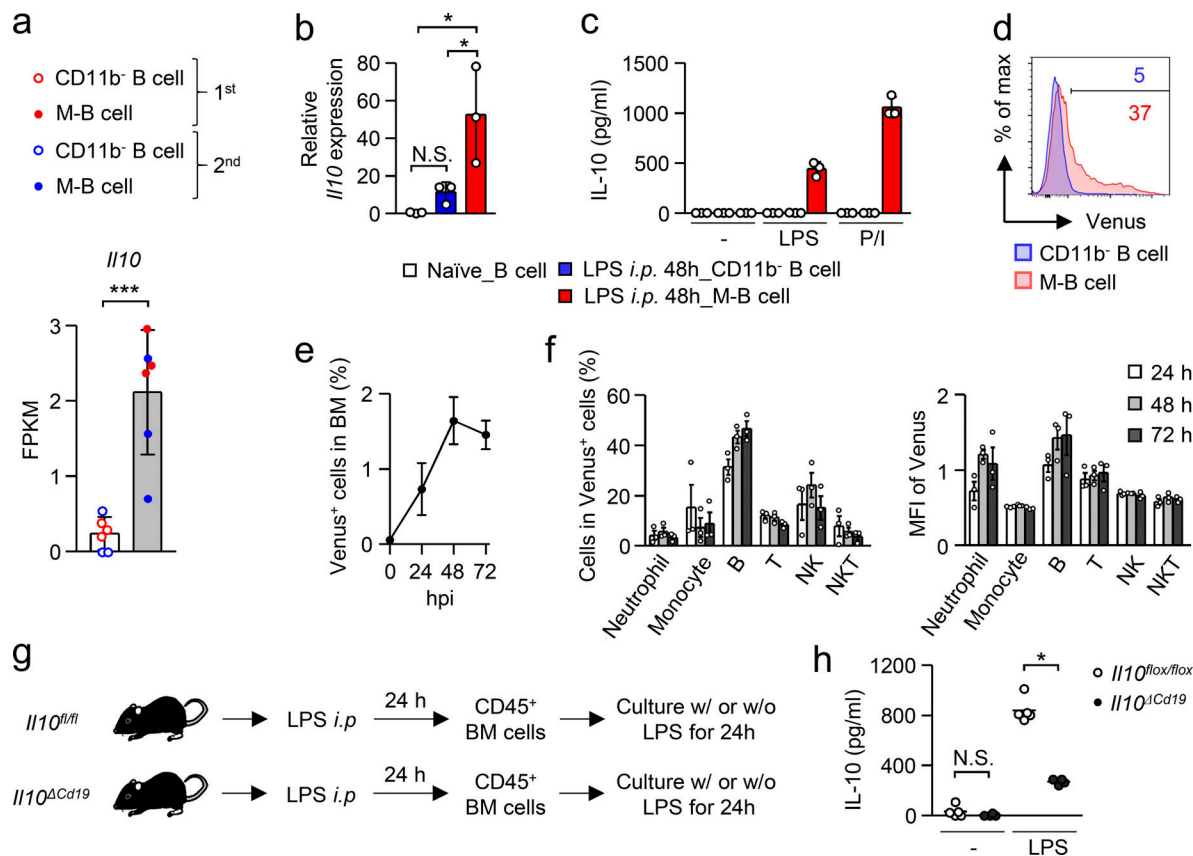 a
CD11b⁻ B cell
M-B cell
1st
CD11b⁻ B cell
M-B cell
2nd
Il10
***
FPKM
3
2
1
0
b
Relative
Il10 expression
80
60
40
20
0
*
*
N.S.
c
IL-10 (pg/ml)
1500
1000
500
0
-
LPS
P/I
Naïve_B cell
LPS i.p. 48h_CD11b⁻ B cell
LPS i.p. 48h_M-B cell
d
% of max
5
37
Venus
CD11b⁻ B cell
M-B cell
e
Venus⁺ cells in BM (%)
2
1
0
0 24 48 72
hpi
f
Cells in Venus⁺ cells (%)
60
40
20
0
Neutrophil
Monocyte
B
T
NK
NKT
MFI of Venus
2
1
0
Neutrophil
Monocyte
B
T
NK
NKT
24 h
48 h
72 h
g
Il10fl/fl
LPS i.p
24 h
CD45⁺
BM cells
Culture w/ or w/o
LPS for 24h
Il10ΔCd19
LPS i.p
24 h
CD45⁺
BM cells
Culture w/ or w/o
LPS for 24h
h
IL-10 (pg/ml)
1200
800
400
0
N.S.
*
-
LPS
Il10flox/flox
Il10ΔCd19